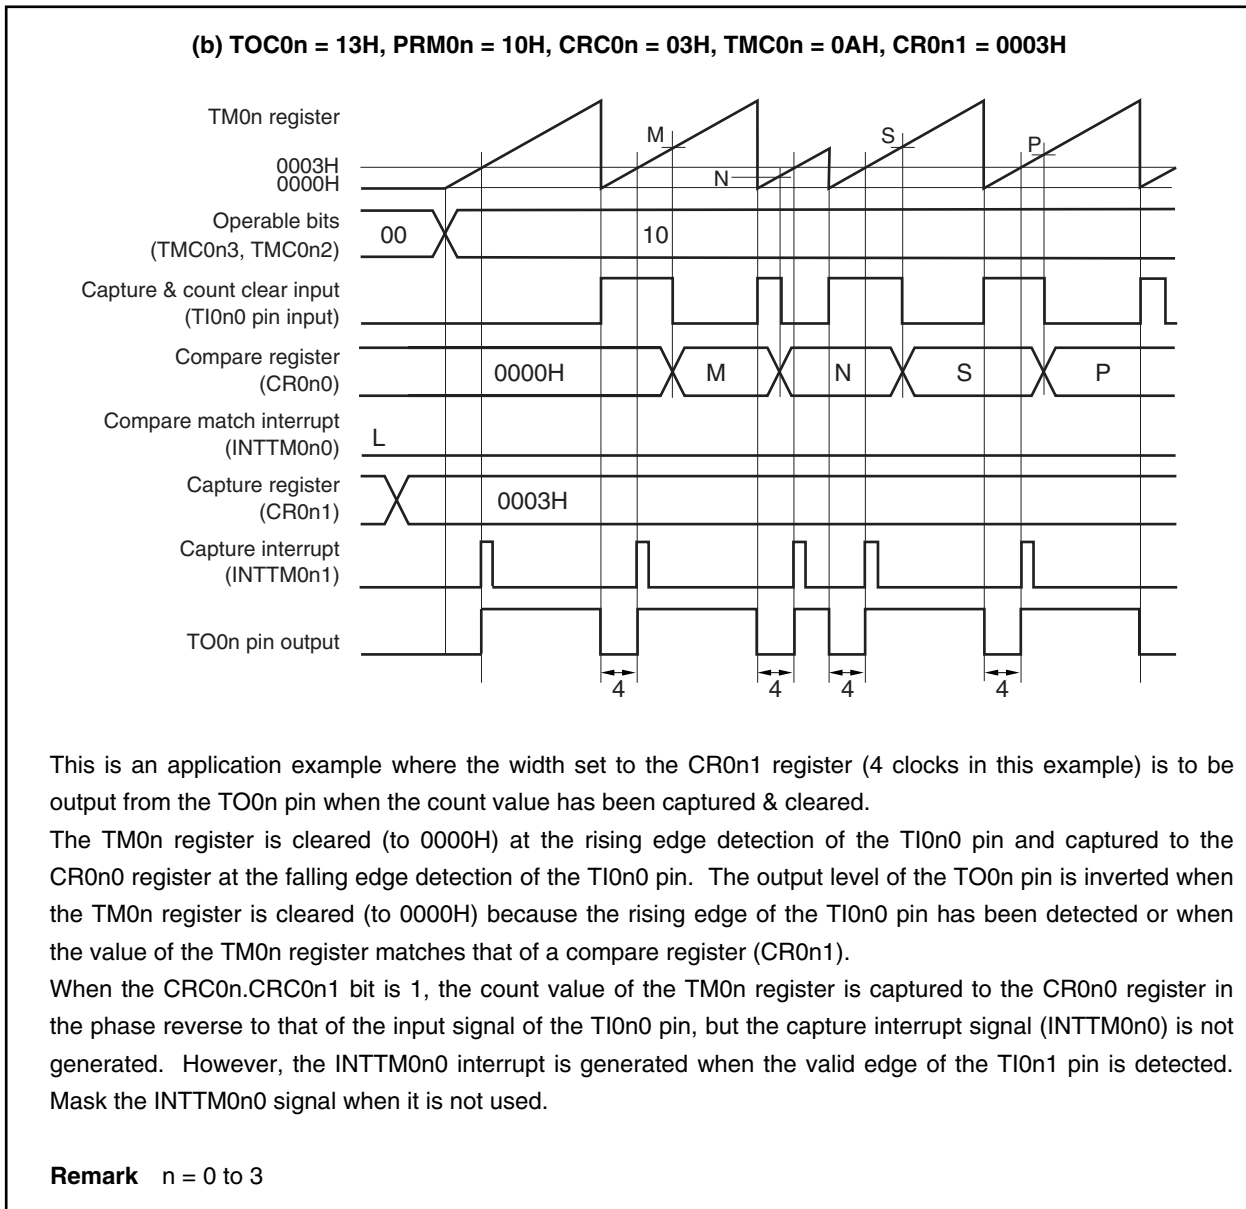 (b) TOC0n = 13H, PRM0n = 10H, CRC0n = 03H, TMC0n = 0AH, CR0n1 = 0003H
TM0n register
M
S
P
0003H
0000H
N
Operable bits
(TMC0n3, TMC0n2)
00
10
Capture & count clear input
(TI0n0 pin input)
Compare register
(CR0n0)
0000H
M
N
S
P
Compare match interrupt
(INTTM0n0)
L
Capture register
(CR0n1)
0003H
Capture interrupt
(INTTM0n1)
TO0n pin output
4
4
4
4
This is an application example where the width set to the CR0n1 register (4 clocks in this example) is to be
output from the TO0n pin when the count value has been captured & cleared.
The TM0n register is cleared (to 0000H) at the rising edge detection of the TI0n0 pin and captured to the
CR0n0 register at the falling edge detection of the TI0n0 pin. The output level of the TO0n pin is inverted when
the TM0n register is cleared (to 0000H) because the rising edge of the TI0n0 pin has been detected or when
the value of the TM0n register matches that of a compare register (CR0n1).
When the CRC0n.CRC0n1 bit is 1, the count value of the TM0n register is captured to the CR0n0 register in
the phase reverse to that of the input signal of the TI0n0 pin, but the capture interrupt signal (INTTM0n0) is not
generated. However, the INTTM0n0 interrupt is generated when the valid edge of the TI0n1 pin is detected.
Mask the INTTM0n0 signal when it is not used.
Remark n = 0 to 3